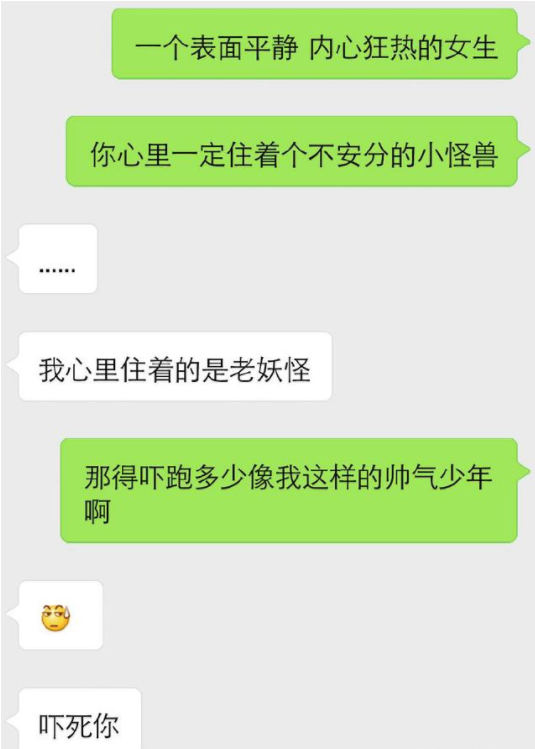 一个表面平静 内心狂热的女生
你心里一定住着个不安分的小怪兽
......
我心里住着的是老妖怪
那得吓跑多少像我这样的帅气少年
啊
吓死你